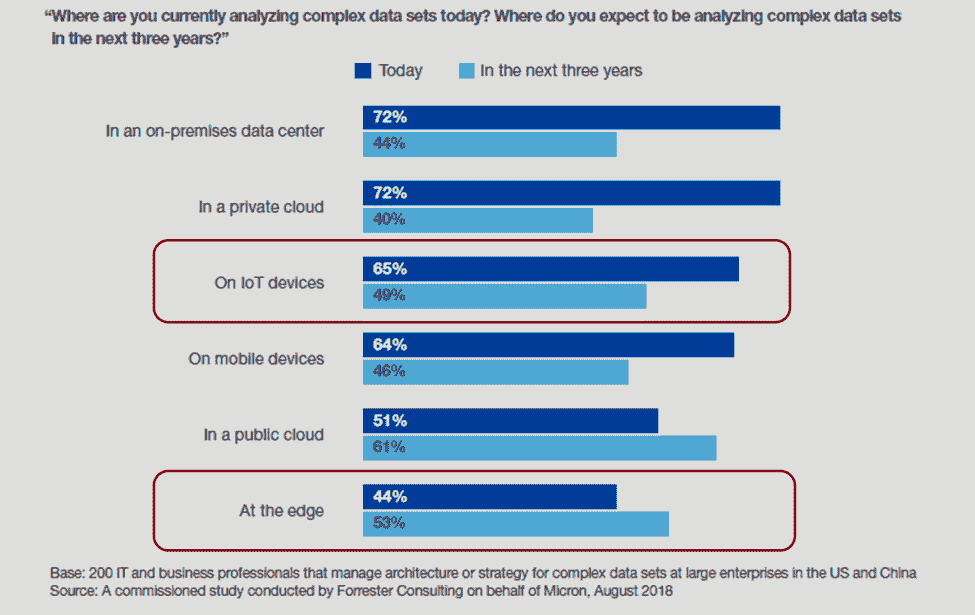 “Where are you currently analyzing complex data sets today? Where do you expect to be analyzing complex data sets
in the next three years?”
Today
In the next three years
In an on-premises data center
72%
44%
In a private cloud
72%
40%
On IoT devices
65%
49%
On mobile devices
64%
46%
In a public cloud
51%
61%
At the edge
44%
53%
Base: 200 IT and business professionals that manage architecture or strategy for complex data sets at large enterprises in the US and China
Source: A commissioned study conducted by Forrester Consulting on behalf of Micron, August 2018